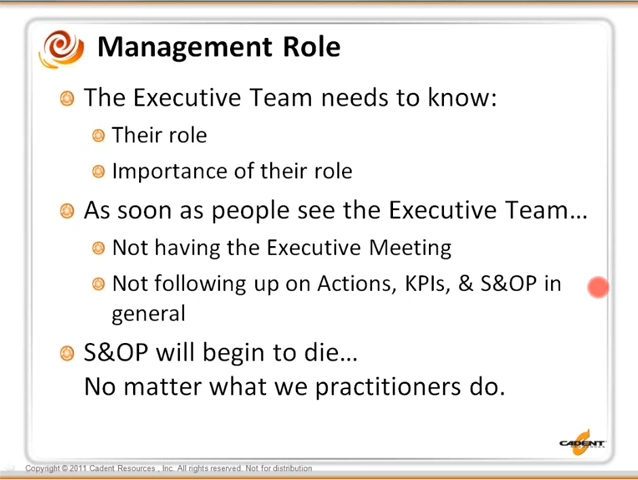 Management Role
The Executive Team needs to know:
Their role
Importance of their role
As soon as people see the Executive Team…
Not having the Executive Meeting
Not following up on Actions, KPIs, & S&OP in
general
S&OP will begin to die…
No matter what we practitioners do.
CADENT
Copyright © 2011 Cadent Resources , Inc. All rights reserved. Not for distribution